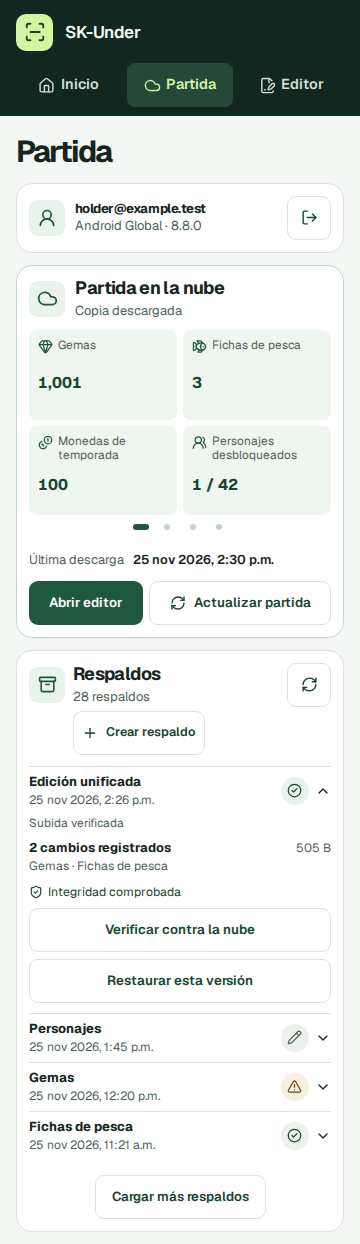 SK-Under
Inicio
Partida
Editor
Partida
holder@example.test
Android Global · 8.8.0
Partida en la nube
Copia descargada
Gemas
1,001
Fichas de pesca
3
Monedas de
temporada
100
Personajes
desbloqueados
1 / 42
Última descarga 25 nov 2026, 2:30 p.m.
Abrir editor
Actualizar partida
Respaldos
28 respaldos
Crear respaldo
Edición unificada
25 nov 2026, 2:26 p.m.
Subida verificada
2 cambios registrados 505 B
Gemas · Fichas de pesca
Integridad comprobada
Verificar contra la nube
Restaurar esta versión
Personajes
25 nov 2026, 1:45 p.m.
Gemas
25 nov 2026, 12:20 p.m.
Fichas de pesca
25 nov 2026, 11:21 a.m.
Cargar más respaldos